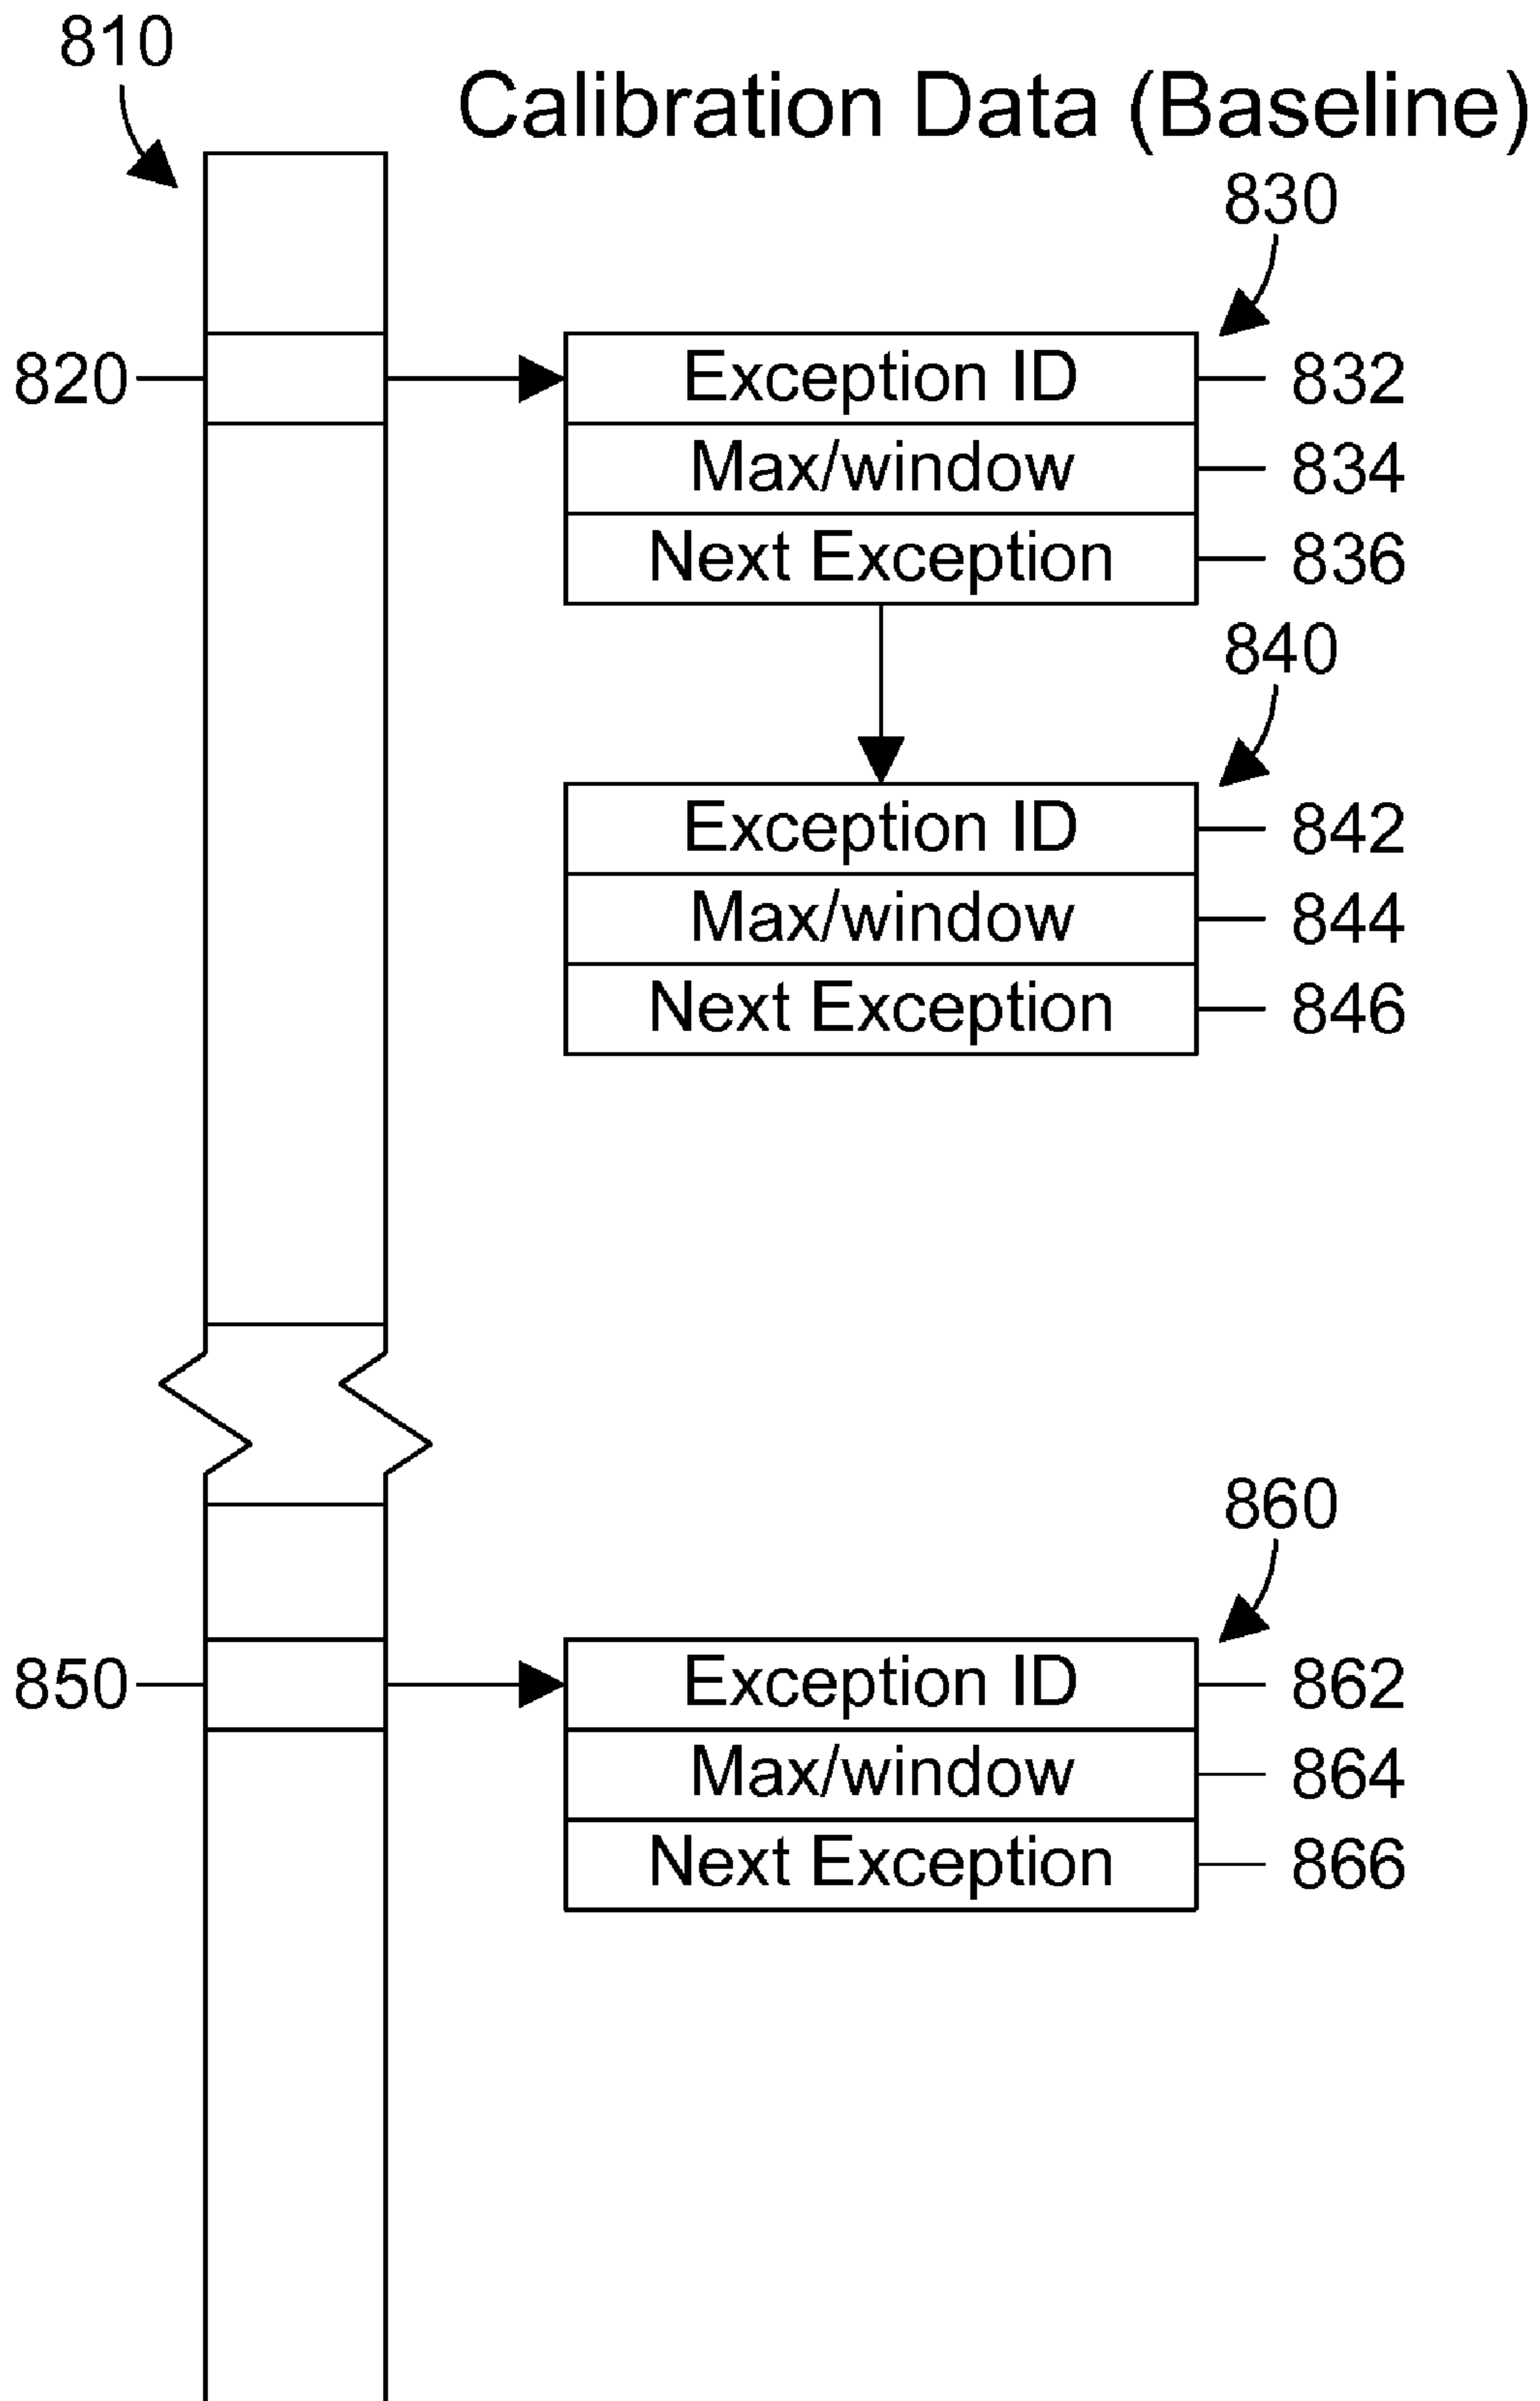 810
Calibration Data (Baseline)
830
820
Exception ID
832
Max/window
834
Next Exception
836
840
Exception ID
842
Max/window
844
Next Exception
846
860
850
Exception ID
862
Max/window
864
Next Exception
866